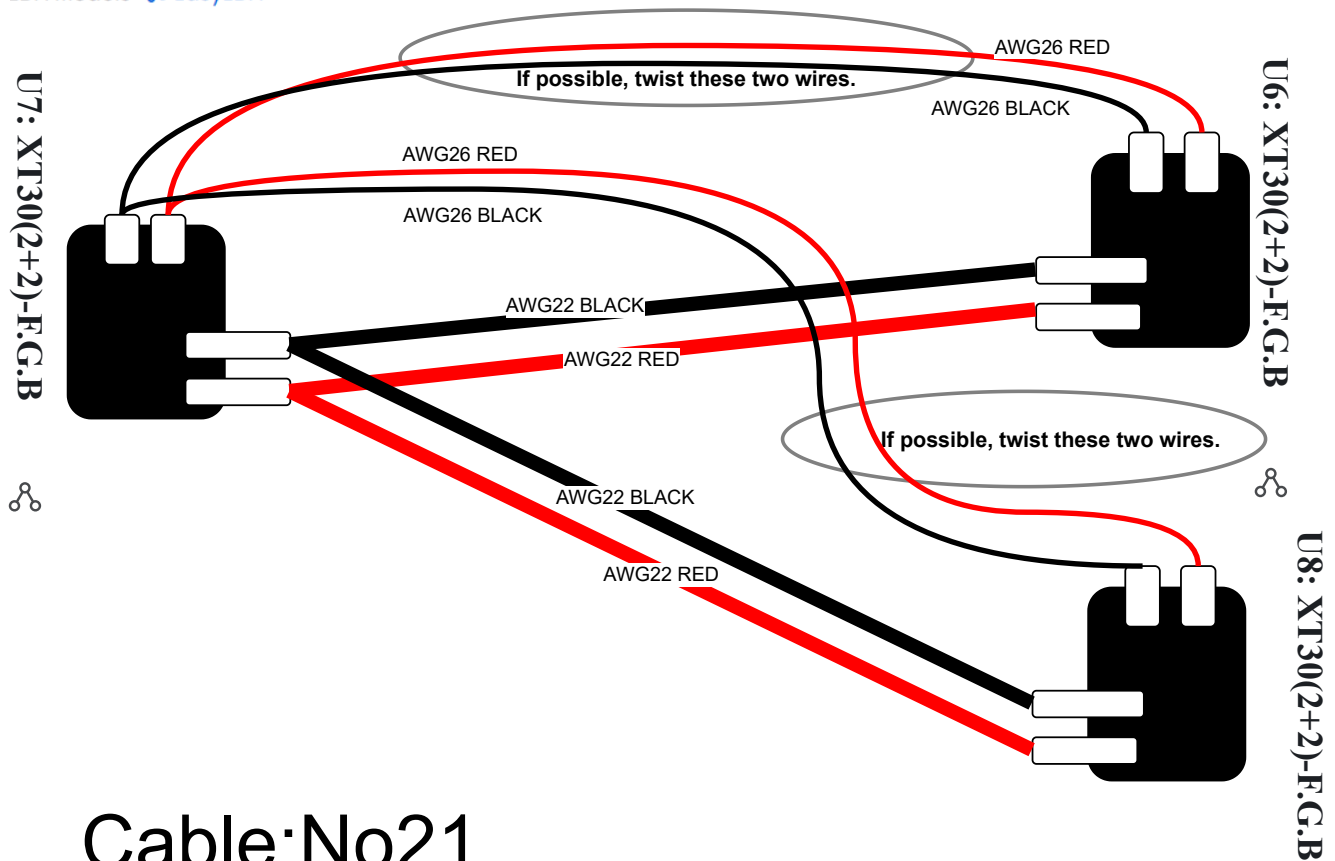 AWG26 RED
If possible, twist these two wires.
AWG26 BLACK
U7: XT30(2+2)-F.G.B
U6: XT30(2+2)-F.G.B
AWG26 RED
AWG26 BLACK
AWG22 BLACK
AWG22 RED
If possible, twist these two wires.
AWG22 BLACK
AWG22 RED
U8: XT30(2+2)-F.G.B
Cable:No21